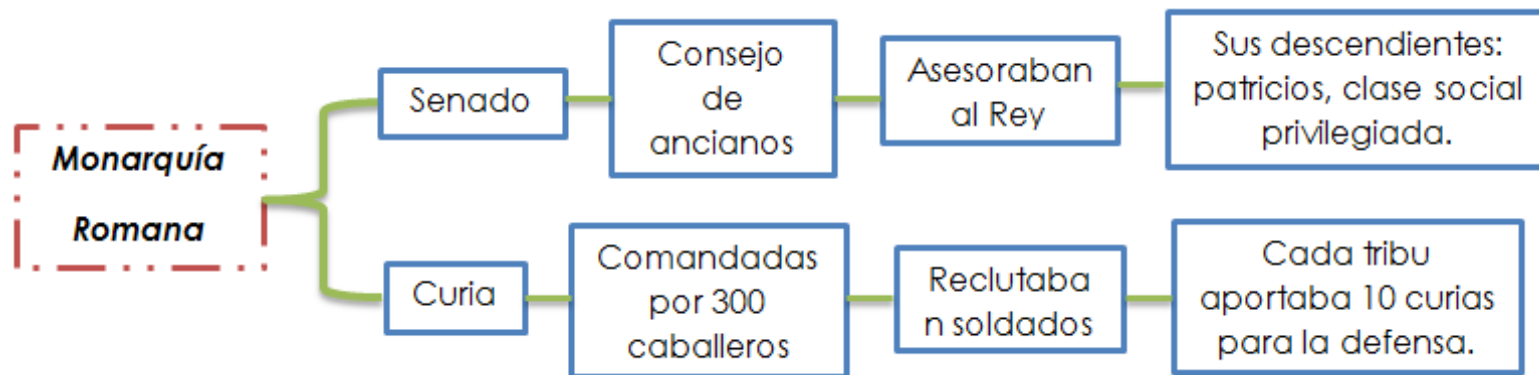 Monarquía
Romana
Senado
Consejo
de
ancianos
Asesoraban
al Rey
Sus descendientes:
patricios, clase social
privilegiada.
Curia
Comandadas
por 300
caballeros
Reclutaba
n soldados
Cada tribu
aportaba 10 curias
para la defensa.